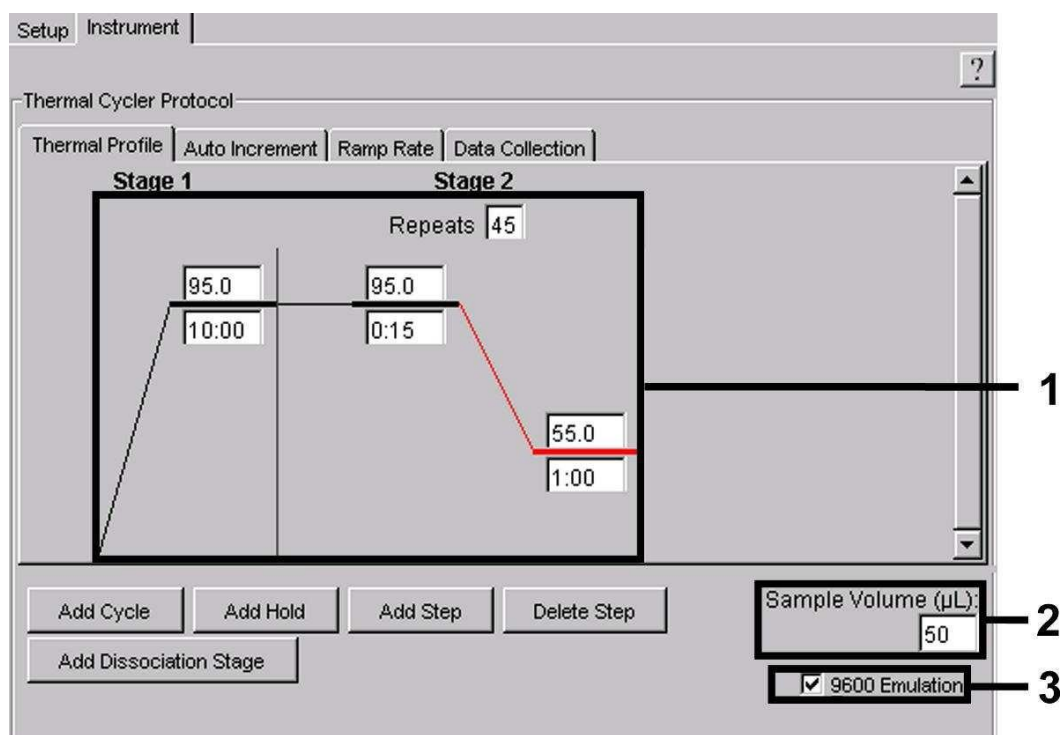 Setup Instrument
?
Thermal Cycler Protocol
Thermal Profile Auto Increment Ramp Rate Data Collection
Stage 1 Stage 2
Repeats 45
95.0 95.0
10:00 0:15
1
55.0
1:00
Add Cycle Add Hold Add Step Delete Step
Sample Volume (µL):
50
2
Add Dissociation Stage
9600 Emulation
3